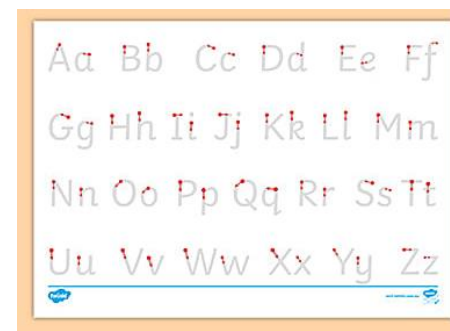 Aa Bb Cc Dd Ee Ff
Gg Hh Ii Jj Kk Ll Mm
Nn Oo Pp Qq Rr Ss Tt
Uu Vv Ww Xx Yy Zz